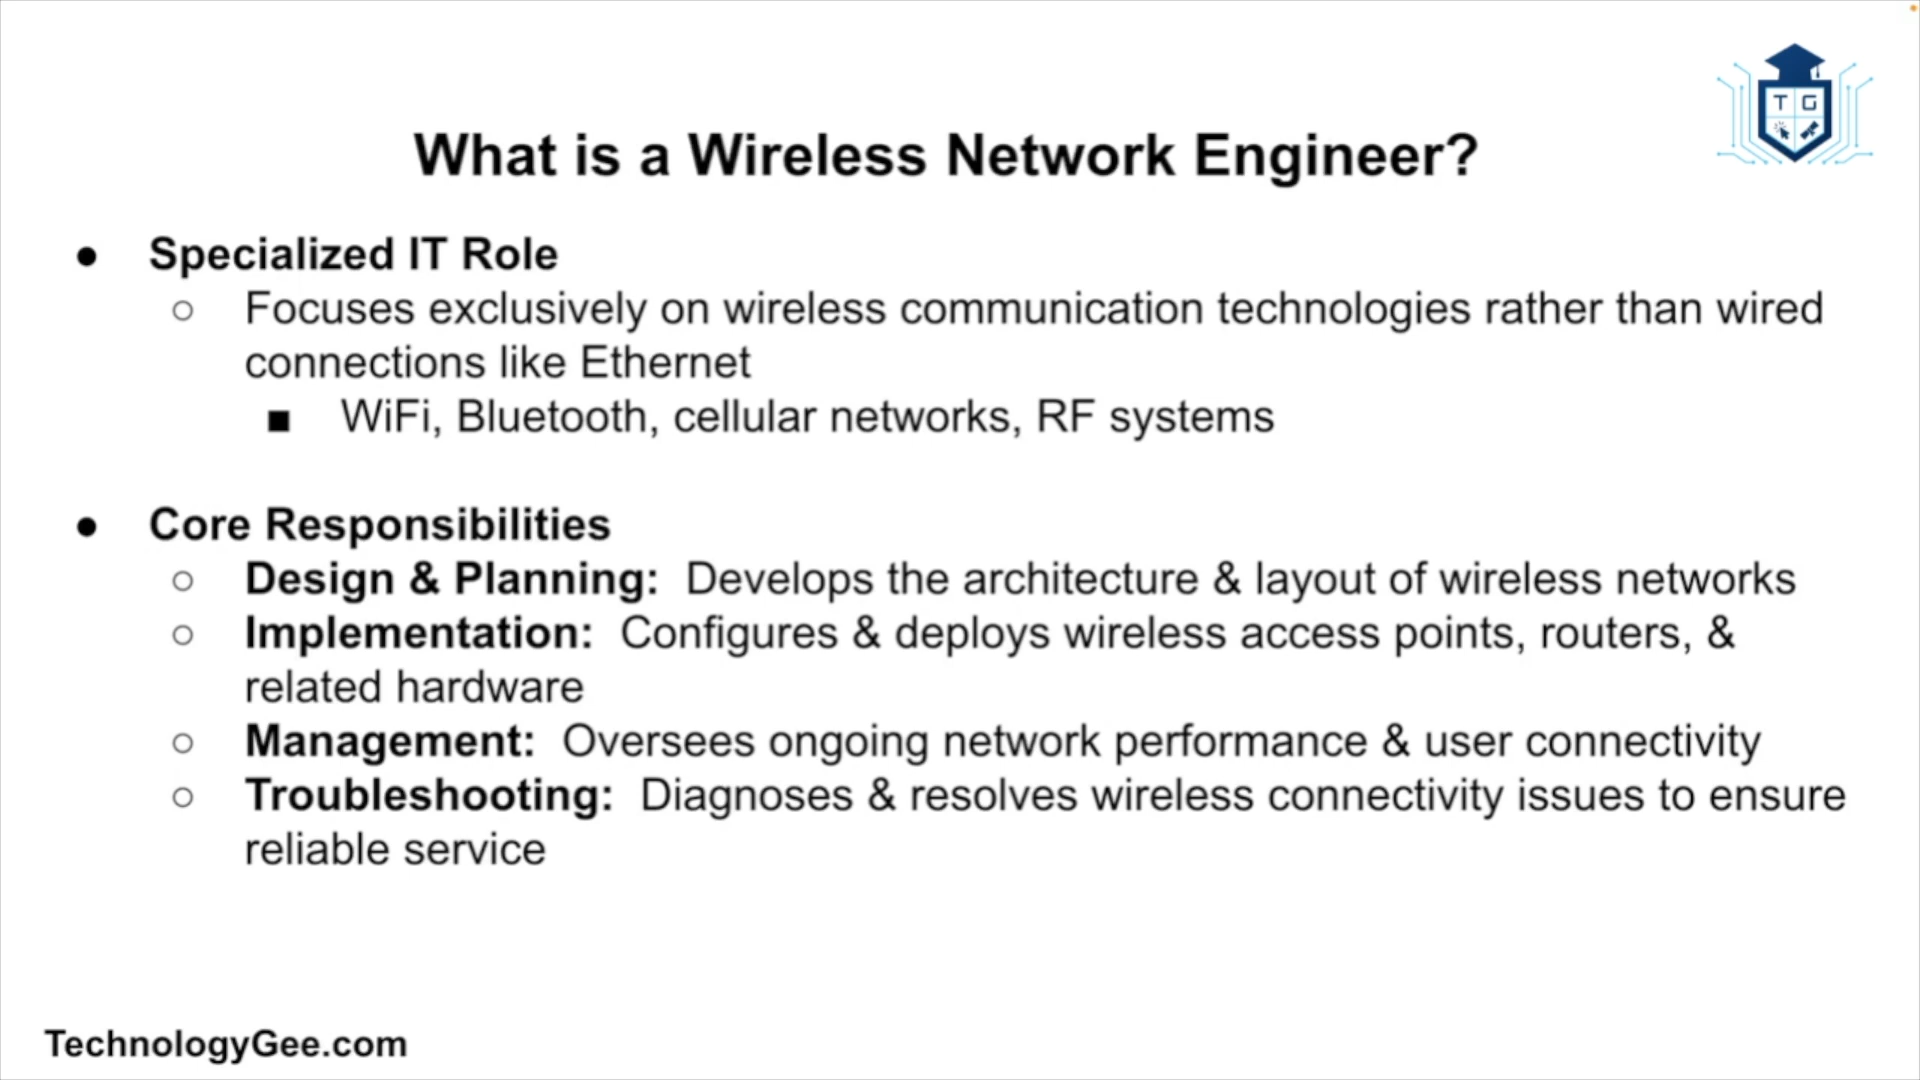 T G
What is a Wireless Network Engineer?
● Specialized IT Role
○ Focuses exclusively on wireless communication technologies rather than wired
connections like Ethernet
■ WiFi, Bluetooth, cellular networks, RF systems
● Core Responsibilities
○ Design & Planning: Develops the architecture & layout of wireless networks
○ Implementation: Configures & deploys wireless access points, routers, &
related hardware
○ Management: Oversees ongoing network performance & user connectivity
○ Troubleshooting: Diagnoses & resolves wireless connectivity issues to ensure
reliable service
TechnologyGee.com